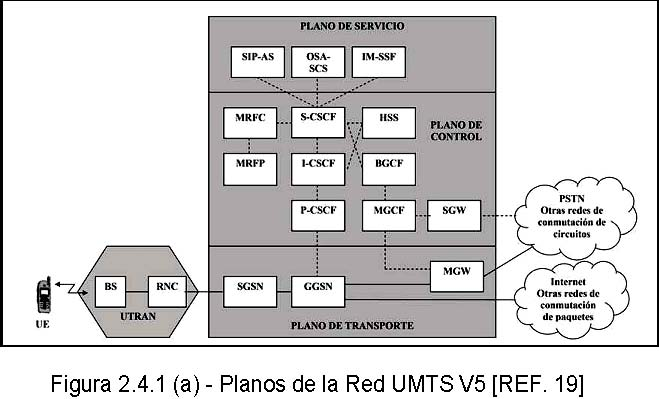 PLANO DE SERVICIO
SIP-AS
OSA-
SCS
IM-SSF
MRFC
S-CSCF
HSS
PLANO DE
CONTROL
MRFP
I-CSCF
BGCF
P-CSCF
MGCF
SGW
PSTN
Otras redes de
conmutación de
circuitos
UE
BS
RNC
UTRAN
SGSN
GGSN
MGW
PLANO DE TRANSPORTE
Internet
Otras redes de
conmutación
de paquetes
Figura 2.4.1 (a) - Planos de la Red UMTS V5 [REF. 19]